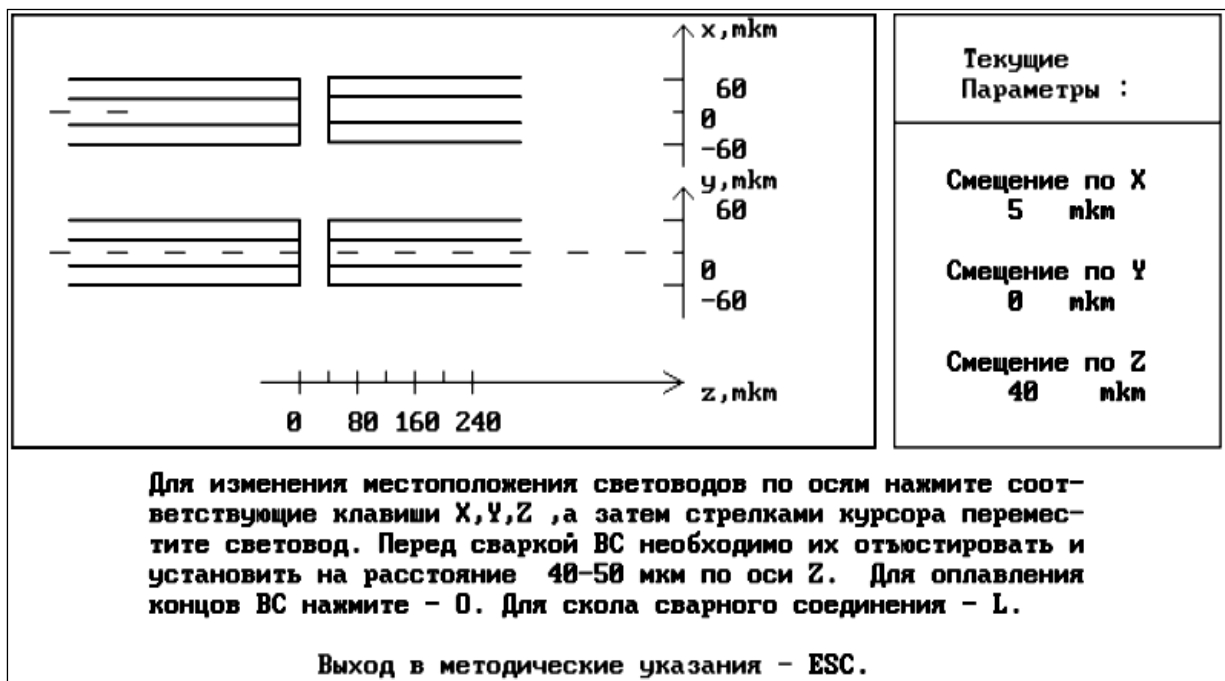 x,mkm
60
0
-60
y,mkm
60
0
-60
z,mkm
0 80 160 240
Текущие
Параметры :
Смещение по X
5 mkm
Смещение по Y
0 mkm
Смещение по Z
40 mkm
Для изменения местоположения световодов по осям нажмите соот-
ветствующие клавиши X,Y,Z ,а затем стрелками курсора перемес-
тите световод. Перед сваркой ВС необходимо их отъюстировать и
установить на расстояние 40-50 мкм по оси Z. Для оплавления
концов ВС нажмите - O. Для скола сварного соединения - L.
Выход в методические указания - ESC.